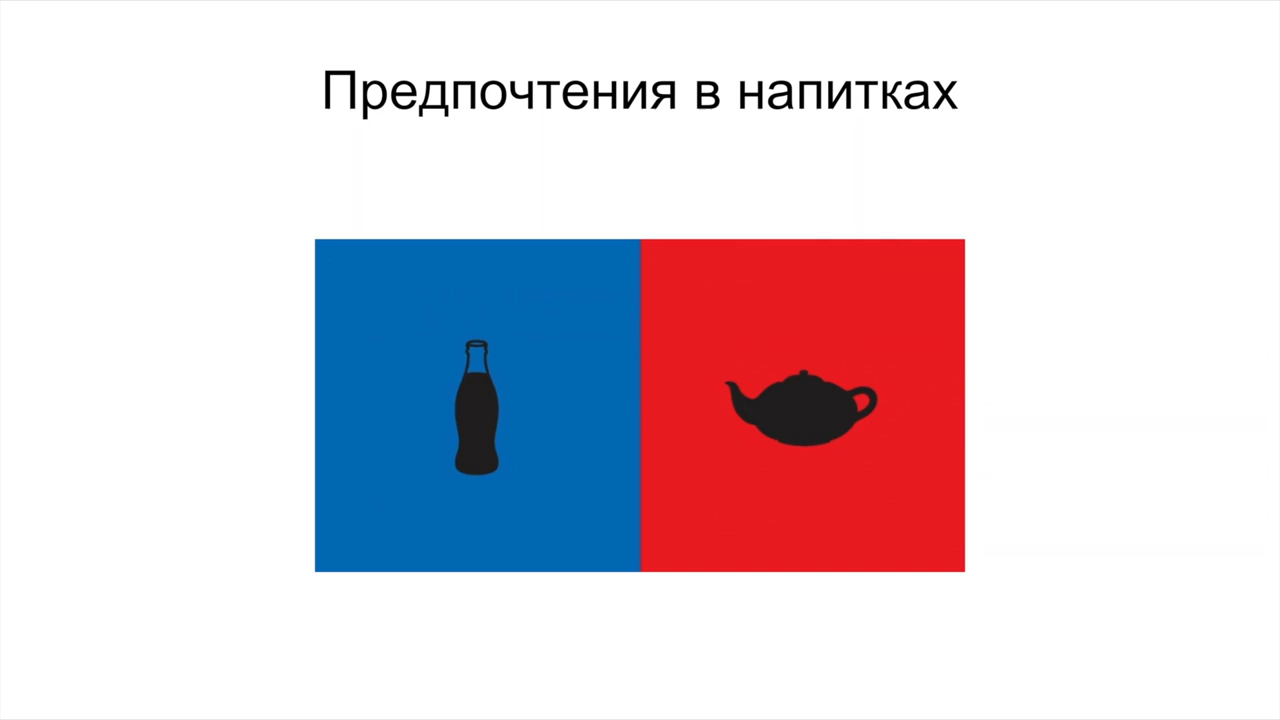 Предпочтения в напитках